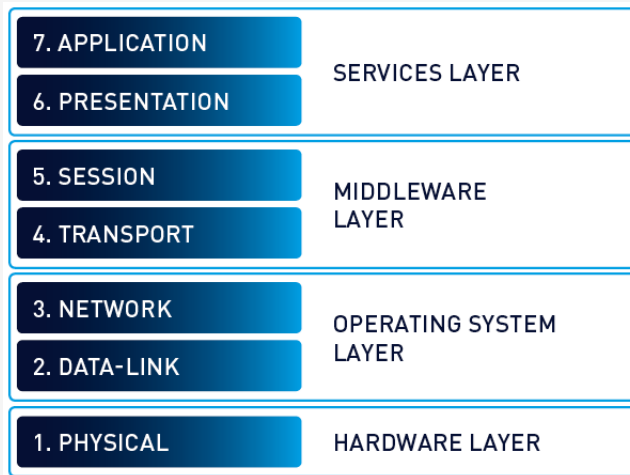 7. APPLICATION
6. PRESENTATION
SERVICES LAYER
5. SESSION
4. TRANSPORT
MIDDLEWARE
LAYER
3. NETWORK
2. DATA-LINK
OPERATING SYSTEM
LAYER
1. PHYSICAL
HARDWARE LAYER